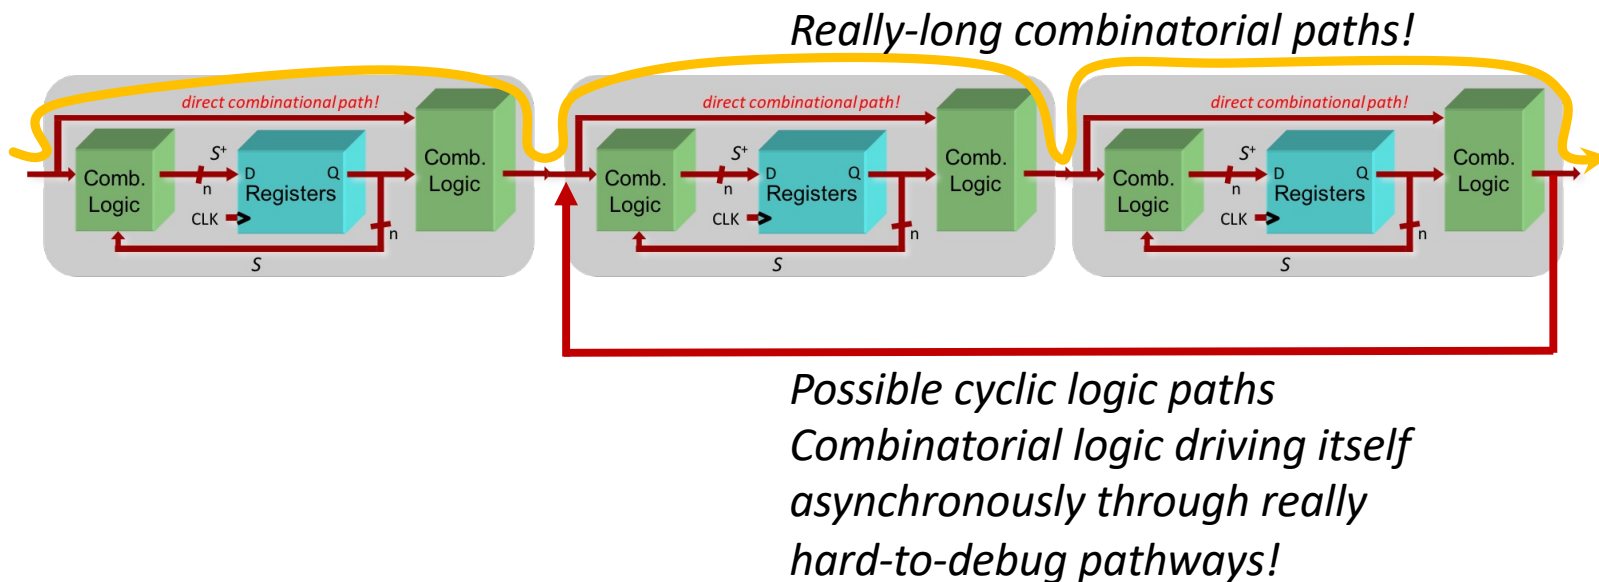 Really-long combinatorial paths!
direct combinational path!
Comb.
Logic
S+
n
D
Q
Registers
CLK
n
S
Comb.
Logic
direct combinational path!
Comb.
Logic
S+
n
D
Q
Registers
CLK
n
S
Comb.
Logic
direct combinational path!
Comb.
Logic
S+
n
D
Q
Registers
CLK
n
S
Comb.
Logic
Possible cyclic logic paths
Combinatorial logic driving itself
asynchronously through really
hard-to-debug pathways!